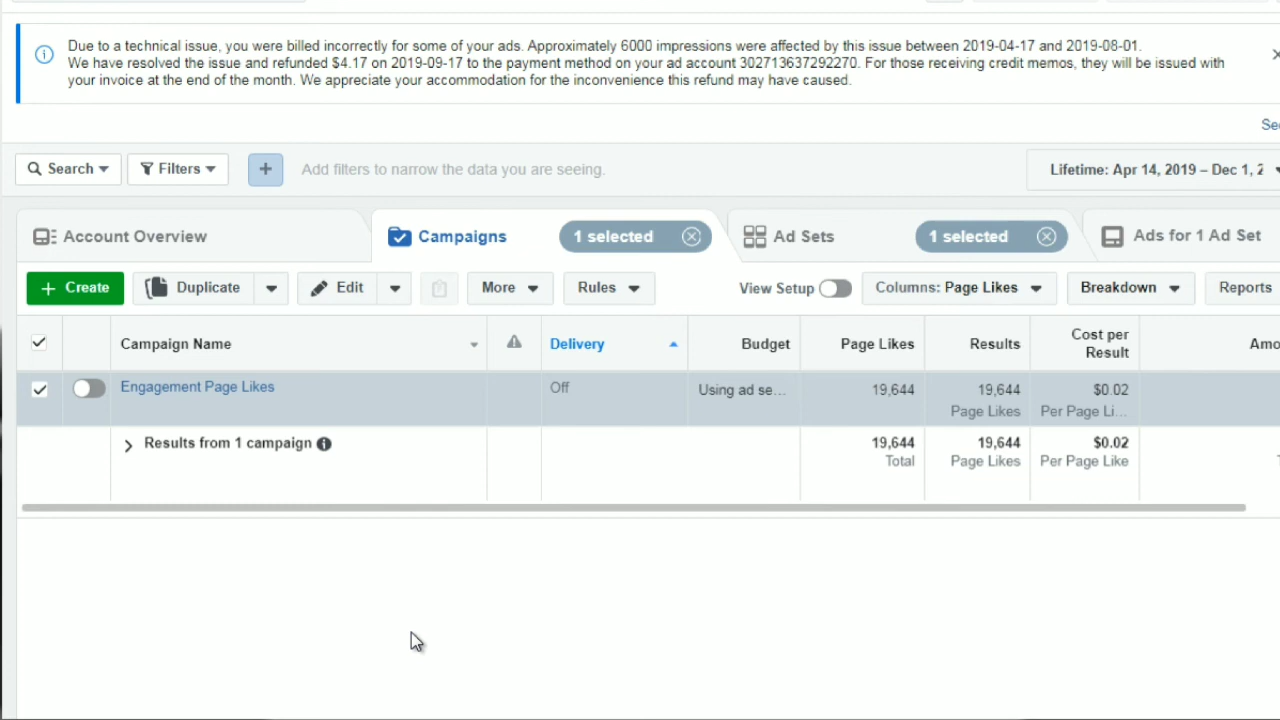 Due to a technical issue, you were billed incorrectly for some of your ads. Approximately 6000 impressions were affected by this issue between 2019-04-17 and 2019-08-01.
We have resolved the issue and refunded $4.17 on 2019-09-17 to the payment method on your ad account 302713637292270. For those receiving credit memos, they will be issued with
your invoice at the end of the month. We appreciate your accommodation for the inconvenience this refund may have caused.
Search
Filters
+
Add filters to narrow the data you are seeing.
Lifetime: Apr 14, 2019 – Dec 1, 2
Account Overview
Campaigns
1 selected
Ad Sets
1 selected
Ads for 1 Ad Set
+ Create
Duplicate
Edit
More
Rules
View Setup
Columns: Page Likes
Breakdown
Reports
Campaign Name
Delivery
Budget
Page Likes
Results
Cost per
Result
Engagement Page Likes
Off
Using ad se...
19,644
19,644
Page Likes
$0.02
Per Page Li...
Results from 1 campaign
19,644
Total
19,644
Page Likes
$0.02
Per Page Like